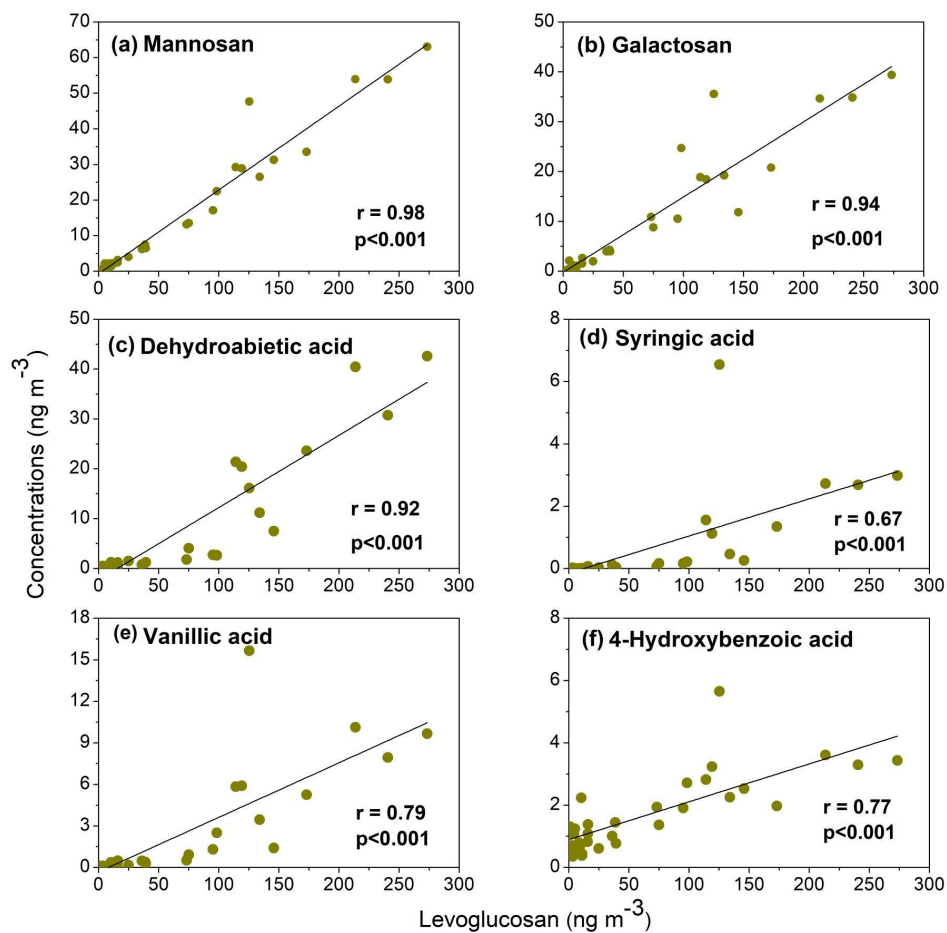 (a) Mannosan
70
60
50
40
30
20
10
0
r = 0.98
p<0.001
0 50 100 150 200 250 300
(b) Galactosan
50
40
30
20
10
0
r = 0.94
p<0.001
0 50 100 150 200 250 300
(c) Dehydroabietic acid
50
40
30
20
10
0
r = 0.92
p<0.001
0 50 100 150 200 250 300
(d) Syringic acid
8
6
4
2
0
r = 0.67
p<0.001
0 50 100 150 200 250 300
(e) Vanillic acid
18
15
12
9
6
3
0
r = 0.79
p<0.001
0 50 100 150 200 250 300
(f) 4-Hydroxybenzoic acid
8
6
4
2
0
r = 0.77
p<0.001
0 50 100 150 200 250 300
Concentrations (ng m⁻³)
Levoglucosan (ng m⁻³)